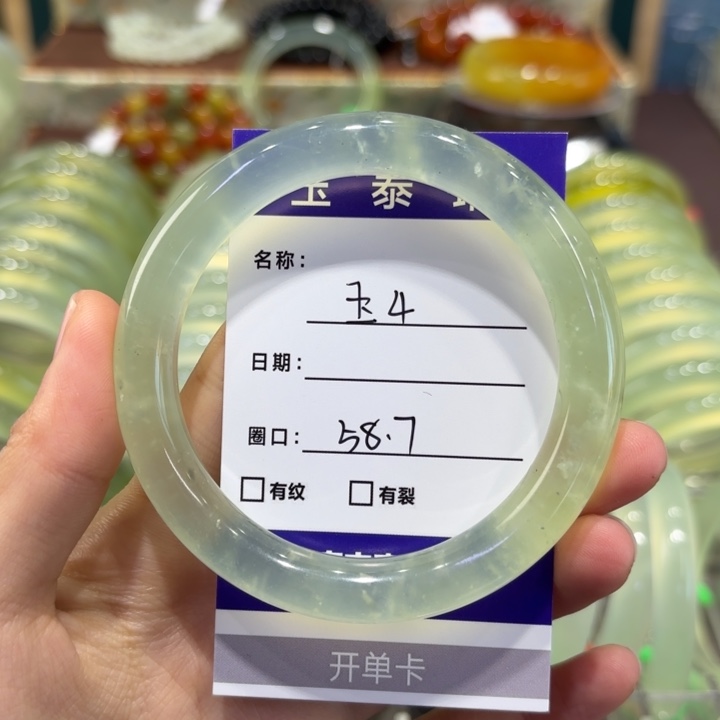 玉 泰
名称:
玉4
日期:
圈口: 58.7
有纹 有裂
开单卡